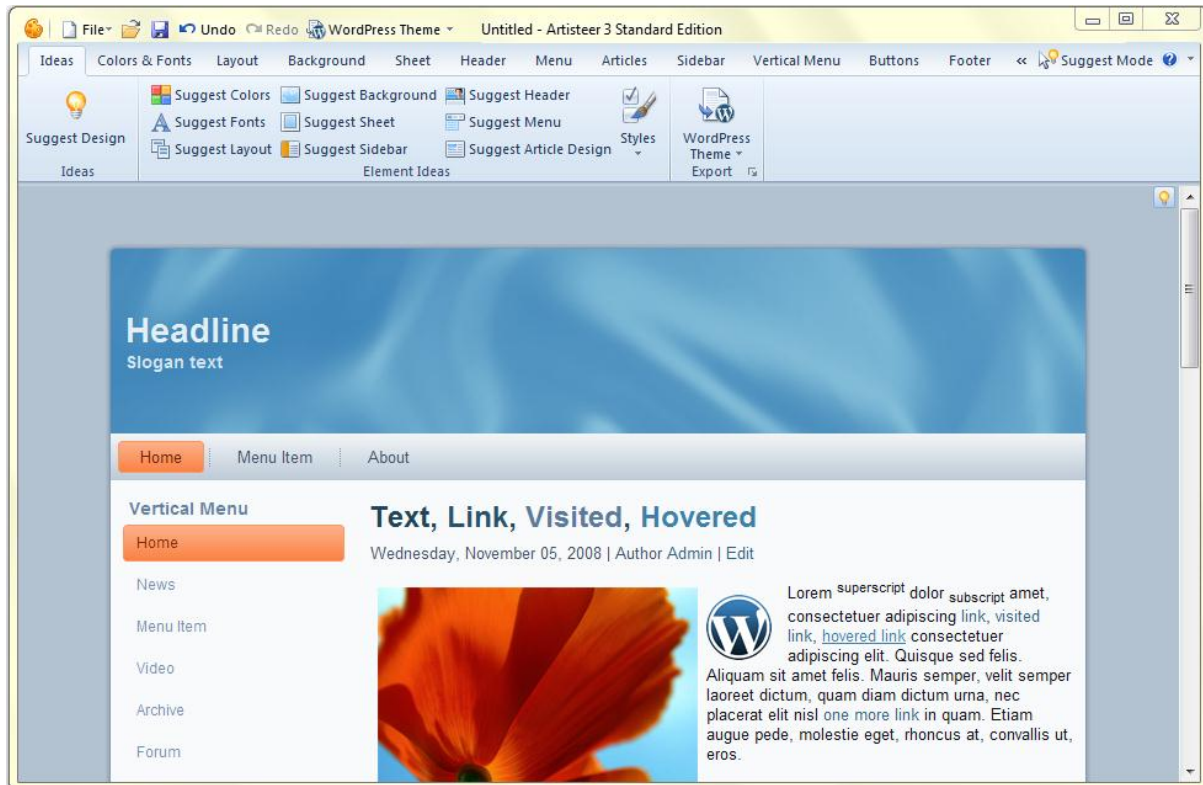 File Undo Redo WordPress Theme Untitled - Artisteer 3 Standard Edition
Ideas Colors & Fonts Layout Background Sheet Header Menu Articles Sidebar Vertical Menu Buttons Footer « Suggest Mode
Suggest Design
Ideas
Suggest Colors Suggest Background Suggest Header
Suggest Fonts Suggest Sheet Suggest Menu
Suggest Layout Suggest Sidebar Suggest Article Design
Styles
Element Ideas
WordPress
Theme
Export
Headline
Slogan text
Home Menu Item About
Vertical Menu
Home
News
Menu Item
Video
Archive
Forum
Text, Link, Visited, Hovered
Wednesday, November 05, 2008 | Author Admin | Edit
Lorem superscript dolor subscript amet,
consectetuer adipiscing link, visited
link, hovered link consectetuer
adipiscing elit. Quisque sed felis.
Aliquam sit amet felis. Mauris semper, velit semper
laoreet dictum, quam diam dictum urna, nec
placerat elit nisl one more link in quam. Etiam
augue pede, molestie eget, rhoncus at, convallis ut,
eros.